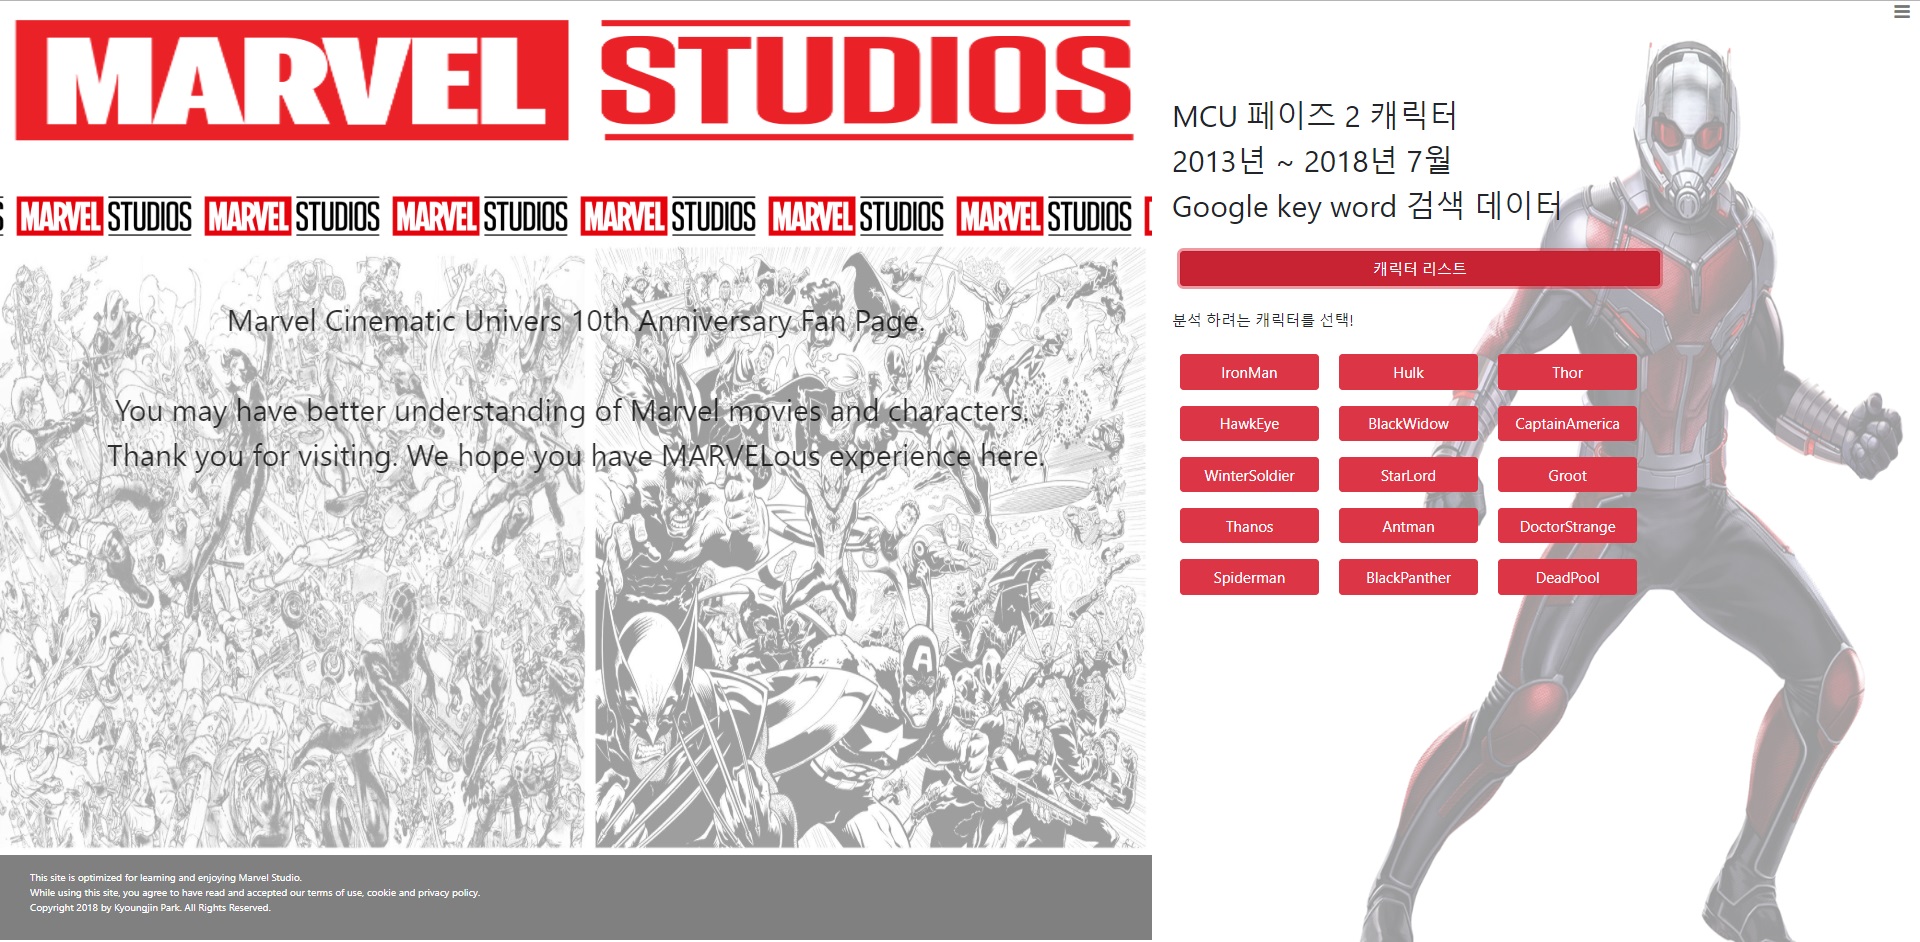 MARVEL STUDIOS
S MARVEL STUDIOS MARVEL STUDIOS MARVEL STUDIOS MARVEL STUDIOS MARVEL STUDIOS MARVEL STUDIOS
Marvel Cinematic Univers 10th Anniversary Fan Page.
You may have better understanding of Marvel movies and characters.
Thank you for visiting. We hope you have MARVELous experience here.
This site is optimized for learning and enjoying Marvel Studio.
While using this site, you agree to have read and accepted our terms of use, cookie and privacy policy.
Copyright 2018 by Kyoungjin Park. All Rights Reserved.
MCU 페이즈 2 캐릭터
2013년 ~ 2018년 7월
Google key word 검색 데이터
캐릭터 리스트
분석 하려는 캐릭터를 선택!
IronMan Hulk Thor
HawkEye BlackWidow CaptainAmerica
WinterSoldier StarLord Groot
Thanos Antman DoctorStrange
Spiderman BlackPanther DeadPool